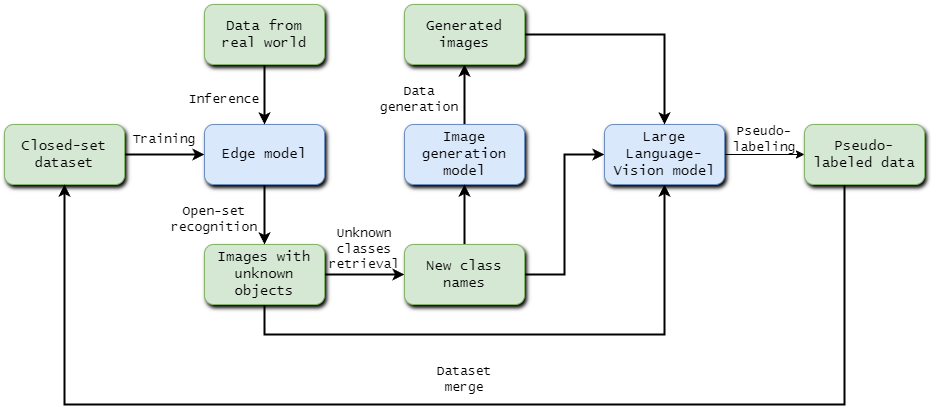 Data from
real world
Generated
images
Inference
Data
generation
Closed-set
dataset
Training
Edge model
Image
generation
model
Large
Language-
Vision model
Pseudo-
labeling
Pseudo-
labeled data
Open-set
recognition
Unknown
classes
retrieval
Images with
unknown
objects
New class
names
Dataset
merge